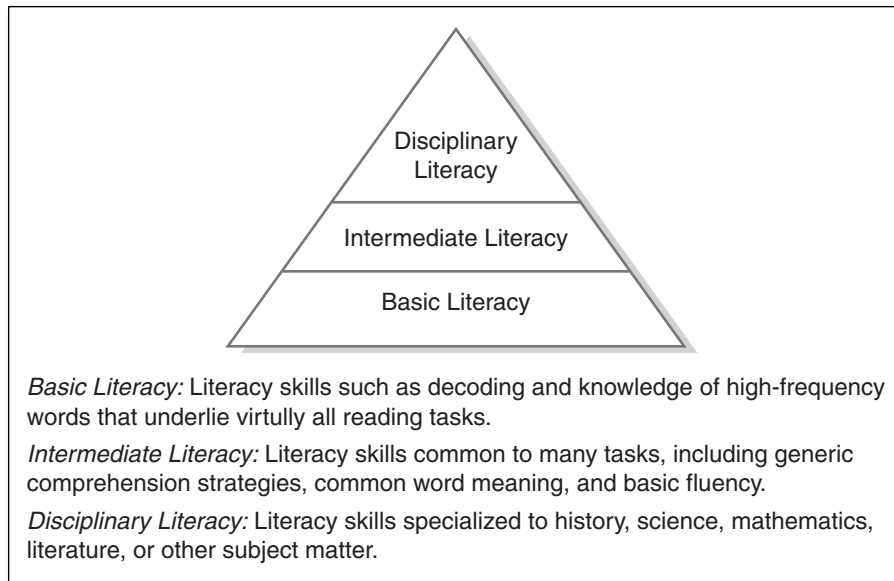 Disciplinary
Literacy
Intermediate Literacy
Basic Literacy
Basic Literacy: Literacy skills such as decoding and knowledge of high-frequency
words that underlie virtully all reading tasks.
Intermediate Literacy: Literacy skills common to many tasks, including generic
comprehension strategies, common word meaning, and basic fluency.
Disciplinary Literacy: Literacy skills specialized to history, science, mathematics,
literature, or other subject matter.